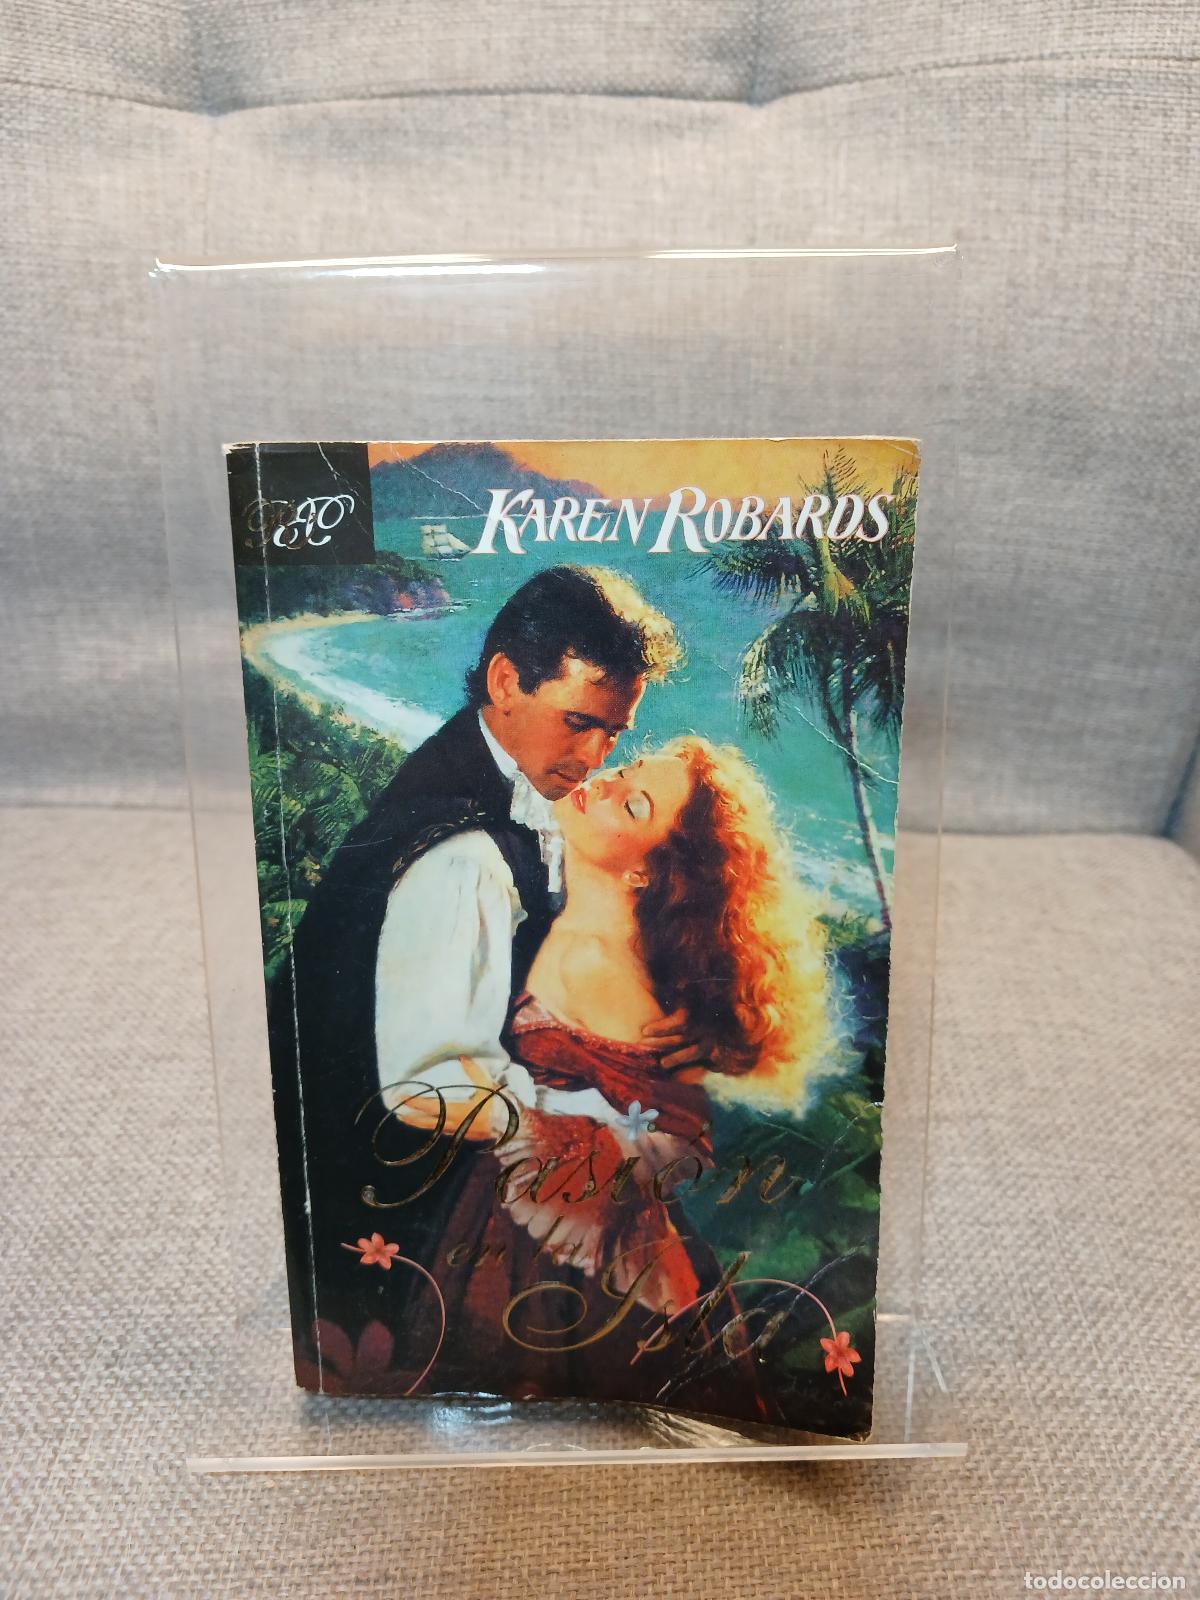 KAREN ROBARDS
Pasión
en la
Isla
todocoleccion